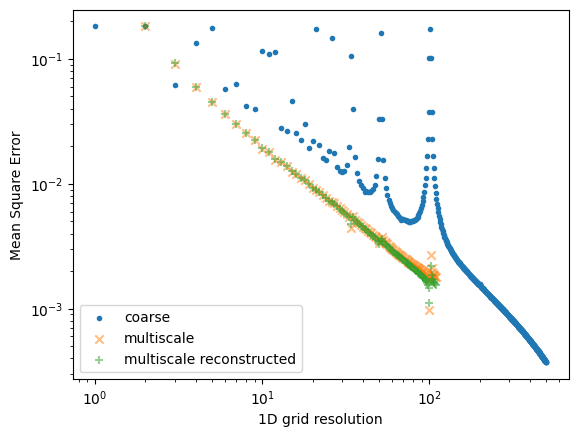 10⁻¹
10⁻²
10⁻³
Mean Square Error
coarse
multiscale
multiscale reconstructed
10⁰
10¹
10²
1D grid resolution